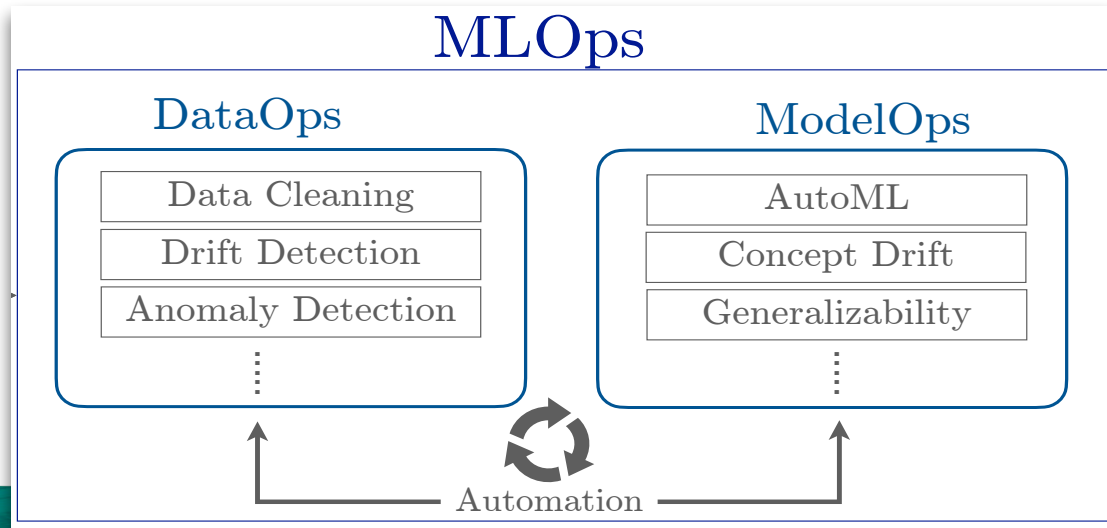 MLOps
DataOps
Data Cleaning
Drift Detection
Anomaly Detection
ModelOps
AutoML
Concept Drift
Generalizability
Automation